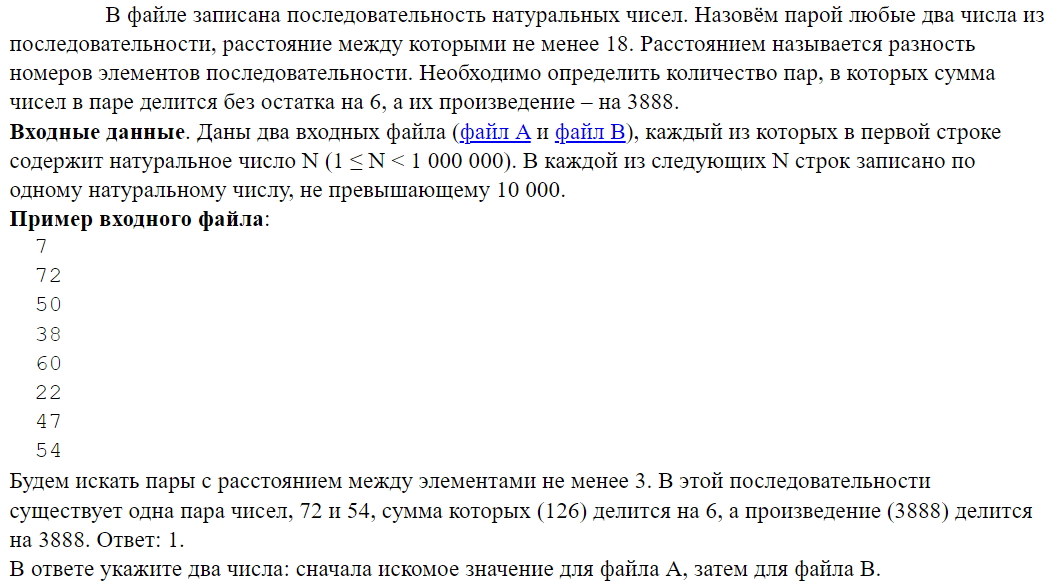 В файле записана последовательность натуральных чисел. Назовём парой любые два числа из
последовательности, расстояние между которыми не менее 18. Расстоянием называется разность
номеров элементов последовательности. Необходимо определить количество пар, в которых сумма
чисел в паре делится без остатка на 6, а их произведение – на 3888.
Входные данные. Даны два входных файла (файл A и файл B), каждый из которых в первой строке
содержит натуральное число N (1 ≤ N < 1 000 000). В каждой из следующих N строк записано по
одному натуральному числу, не превышающему 10 000.
Пример входного файла:
7
72
50
38
60
22
47
54
Будем искать пары с расстоянием между элементами не менее 3. В этой последовательности
существует одна пара чисел, 72 и 54, сумма которых (126) делится на 6, а произведение (3888) делится
на 3888. Ответ: 1.
В ответе укажите два числа: сначала искомое значение для файла А, затем для файла B.